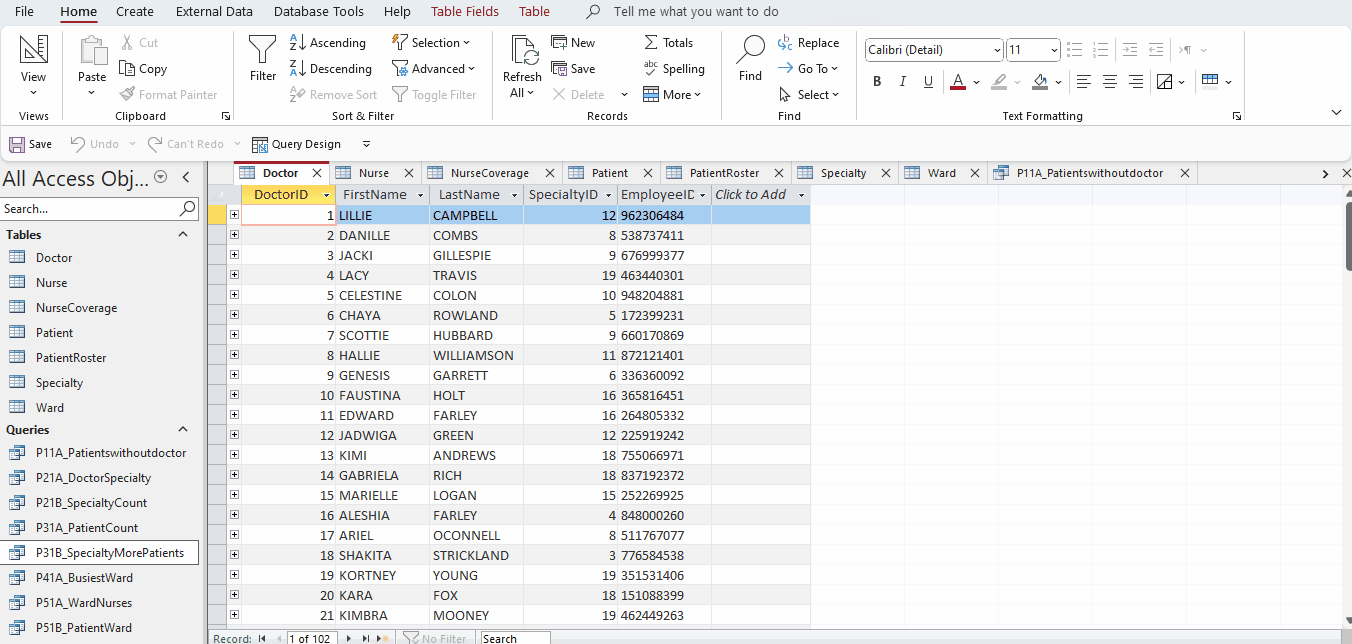 File Home Create External Data Database Tools Help Table Fields Table Tell me what you want to do
View
Views
Paste
Cut
Copy
Format Painter
Clipboard
Filter
Ascending
Descending
Remove Sort
Selection
Advanced
Toggle Filter
Sort & Filter
Refresh
All
New
Save
Delete
Totals
Spelling
More
Records
Find
Replace
Go To
Select
Find
Calibri (Detail) 11
B I U A
Text Formatting
Save Undo Can't Redo Query Design
All Access Obj...
Search...
Tables
Doctor
Nurse
NurseCoverage
Patient
PatientRoster
Specialty
Ward
Queries
P11A_Patientswithoutdoctor
P21A_DoctorSpecialty
P21B_SpecialtyCount
P31A_PatientCount
P31B_SpecialtyMorePatients
P41A_BusiestWard
P51A_WardNurses
P51B_PatientWard
Doctor Nurse NurseCoverage Patient PatientRoster Specialty Ward P11A_Patientswithoutdoctor
DoctorID FirstName LastName SpecialtyID EmployeeID Click to Add
1 LILLIE CAMPBELL 12 962306484
2 DANILLE COMBS 8 538737411
3 JACKI GILLESPIE 9 676999377
4 LACY TRAVIS 19 463440301
5 CELESTINE COLON 10 948204881
6 CHAYA ROWLAND 5 172399231
7 SCOTTIE HUBBARD 9 660170869
8 HALLIE WILLIAMSON 11 872121401
9 GENESIS GARRETT 6 336360092
10 FAUSTINA HOLT 16 365816451
11 EDWARD FARLEY 16 264805332
12 JADWIGA GREEN 12 225919242
13 KIMI ANDREWS 18 755066971
14 GABRIELA RICH 18 837192372
15 MARIELLE LOGAN 15 252269925
16 ALESHIA FARLEY 4 848000260
17 ARIEL OCONNELL 8 511767077
18 SHAKITA STRICKLAND 3 776584538
19 KORTNEY YOUNG 19 351531406
20 KARA FOX 18 151088399
21 KIMBRA MOONEY 19 462449263
Record: 1 of 102 No Filter Search